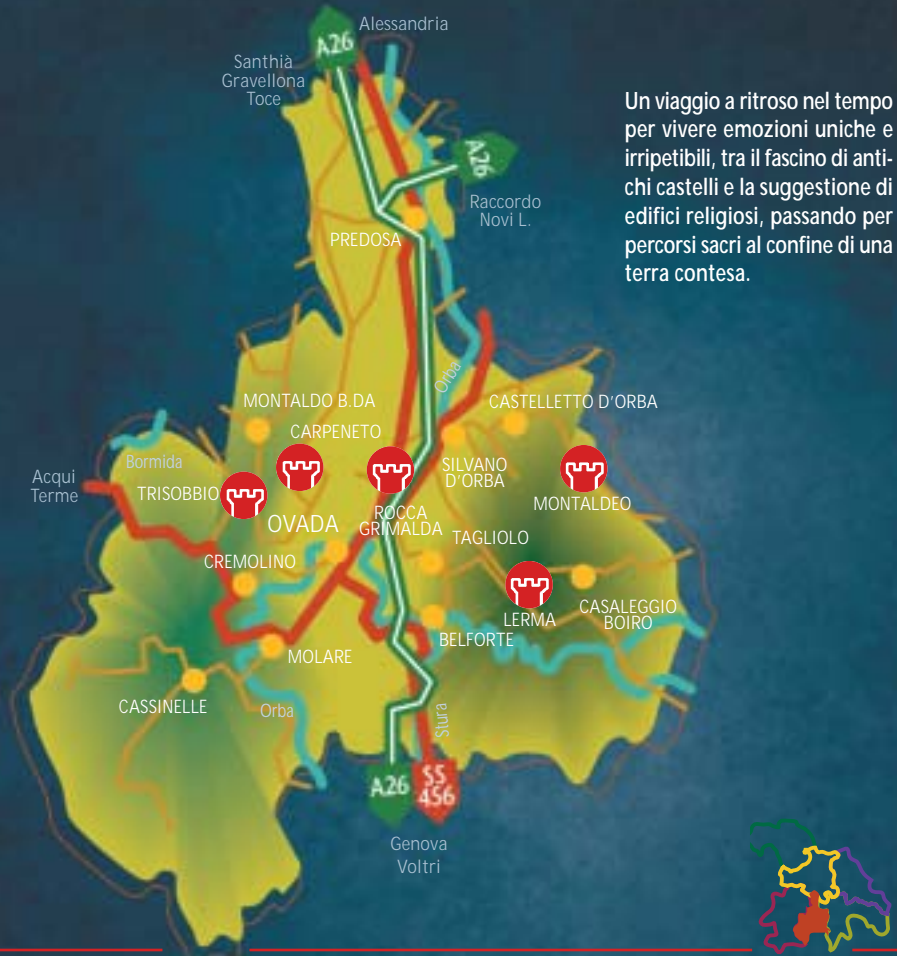 Alessandria
A26
Santhià
Gravellona
Toce
Un viaggio a ritroso nel tempo
per vivere emozioni uniche e
irripetibili, tra il fascino di anti-
chi castelli e la suggestione di
edifici religiosi, passando per
percorsi sacri al confine di una
terra contesa.
A26
Raccordo
Novi L.
PREDOSA
Orba
MONTALDO B.DA
CASTELLETTO D'ORBA
CARPENETO
Bormida
SILVANO
D'ORBA
Acqui
Terme
TRISOBBIO
MONTALDEO
ROCCA
GRIMALDA
OVADA
TAGLIOLO
CREMOLINO
LERMA
CASALEGGIO
BOIRO
BELFORTE
MOLARE
CASSINELLE
Orba
Stura
A26
SS
456
Genova
Voltri